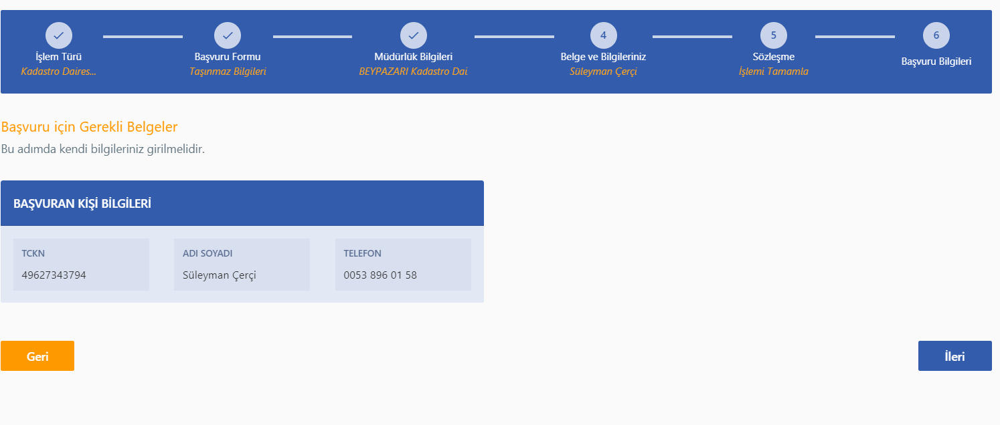 4
5
6
İşlem Türü
Başvuru Formu
Müdürlük Bilgileri
Belge ve Bilgileriniz
Sözleşme
Başvuru Bilgileri
Kadastro Daires...
Taşınmaz Bilgileri
BEYPAZARI Kadastro Dai
Süleyman Çerçi
İşlemi Tamamla
Başvuru için Gerekli Belgeler
Bu adımda kendi bilgileriniz girilmelidir.
BAŞVURAN KİŞİ BİLGİLERİ
TCKN
49627343794
ADI SOYADI
Süleyman Çerçi
TELEFON
0053 896 01 58
Geri
İleri